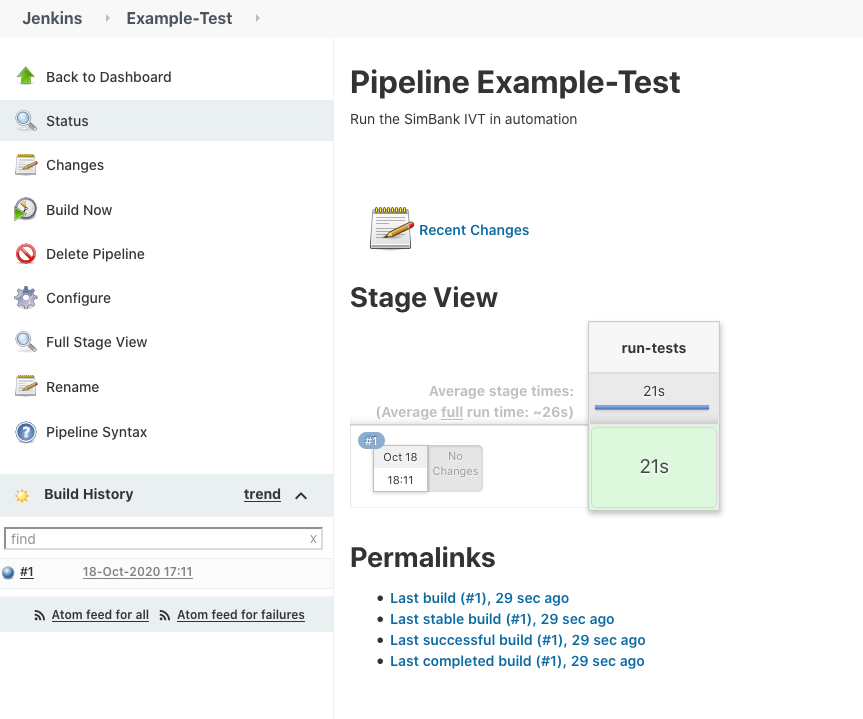 Jenkins Example-Test
Back to Dashboard
Status
Changes
Build Now
Delete Pipeline
Configure
Full Stage View
Rename
Pipeline Syntax
Build History trend
find x
#1 18-Oct-2020 17:11
Atom feed for all Atom feed for failures
Pipeline Example-Test
Run the SimBank IVT in automation
Recent Changes
Stage View
run-tests
Average stage times: 21s
(Average full run time: ~26s)
#1
Oct 18
18:11
No
Changes
21s
Permalinks
Last build (#1), 29 sec ago
Last stable build (#1), 29 sec ago
Last successful build (#1), 29 sec ago
Last completed build (#1), 29 sec ago